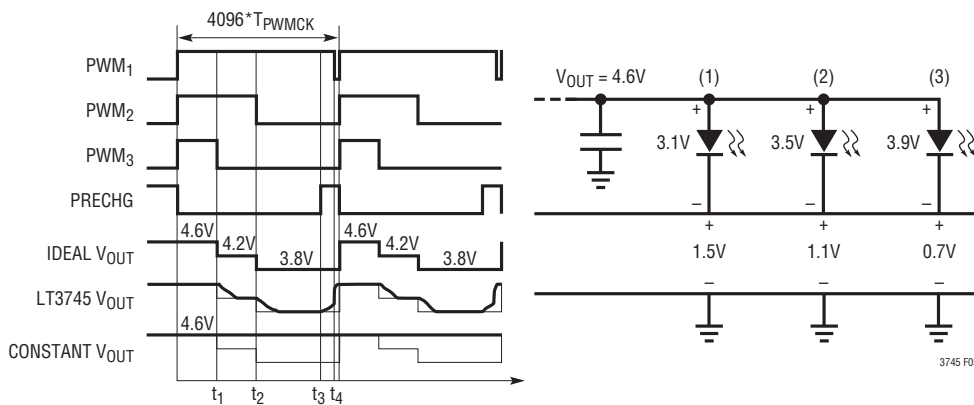 4096*TPWMCK
PWM1
PWM2
PWM3
PRECHG
4.6V 4.2V 3.8V 4.6V 4.2V 3.8V
IDEAL VOUT
LT3745 VOUT
4.6V
CONSTANT VOUT
t1 t2 t3 t4
VOUT = 4.6V (1) (2) (3)
+ + +
3.1V 3.5V 3.9V
– – –
+ + +
1.5V 1.1V 0.7V
– – –
3745 F0